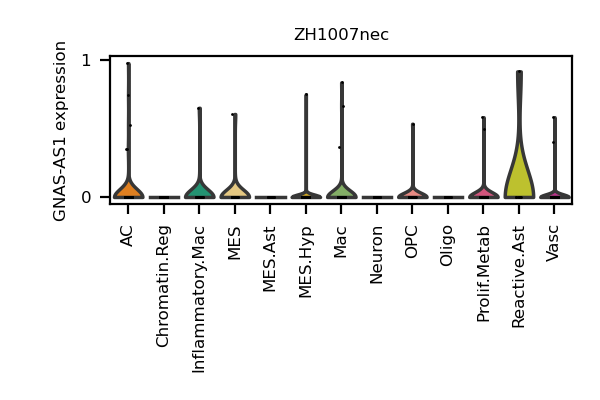 ZH1007nec
GNAS-AS1 expression
1
0
AC
Chromatin.Reg
Inflammatory.Mac
MES
MES.Ast
MES.Hyp
Mac
Neuron
OPC
Oligo
Prolif.Metab
Reactive.Ast
Vasc